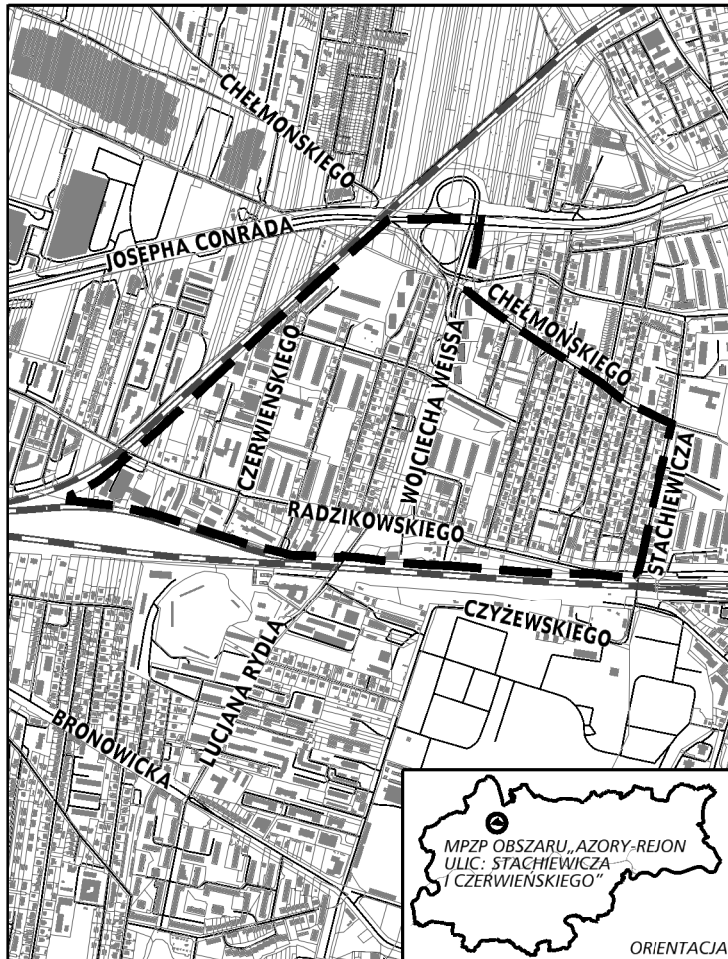 CHEŁMOŃSKIEGO
JOSEPHA CONRADA
CHEŁMOŃSKIEGO
CZERWIEŃSKIEGO
WOJCIECHA WEISSA
STACHIEWICZA
RADZIKOWSKIEGO
CZYŻEWSKIEGO
LUCJANA RYDLA
BRONOWICKA
MPZP OBSZARU„AZORY-REJON
ULIC: STACHIEWICZA
I CZERWIEŃSKIEGO”
ORIENTACJA